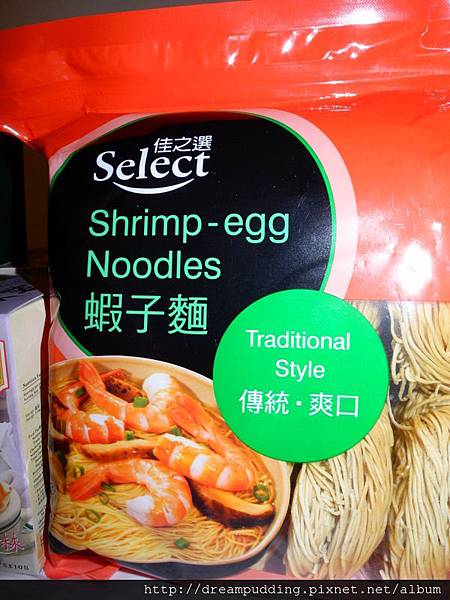 佳之選
Select
Shrimp-egg
Noodles
蝦子麵
Traditional
Style
傳統·爽口
http://dreampudding.pixnet.net/album